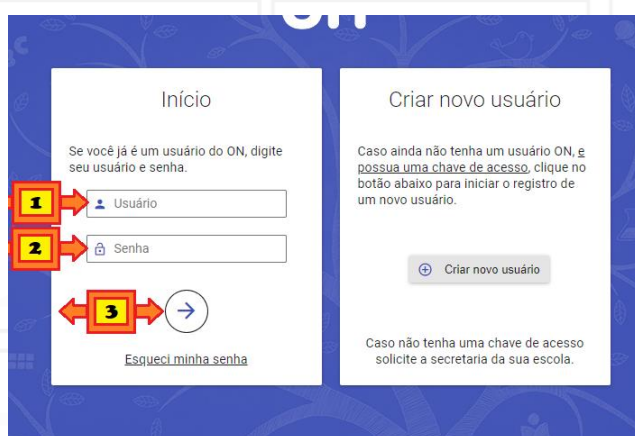 ON
Início
Se você já é um usuário do ON, digite
seu usuário e senha.
1
Usuário
2
Senha
3
Esqueci minha senha
Criar novo usuário
Caso ainda não tenha um usuário ON, e
possua uma chave de acesso, clique no
botão abaixo para iniciar o registro de
um novo usuário.
Criar novo usuário
Caso não tenha uma chave de acesso
solicite a secretaria da sua escola.